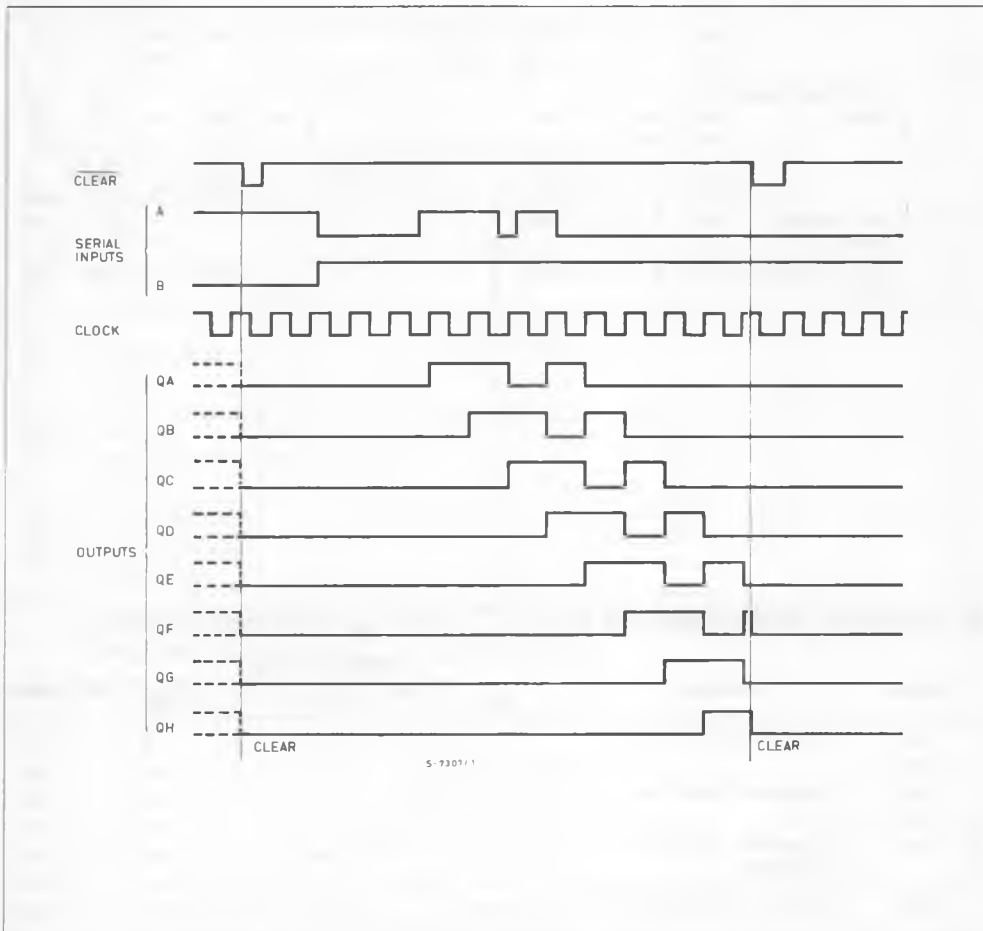 CLEAR
A
SERIAL
INPUTS
B
CLOCK
QA
QB
QC
QD
OUTPUTS
QE
QF
QG
QH
CLEAR
CLEAR
S-7307/1